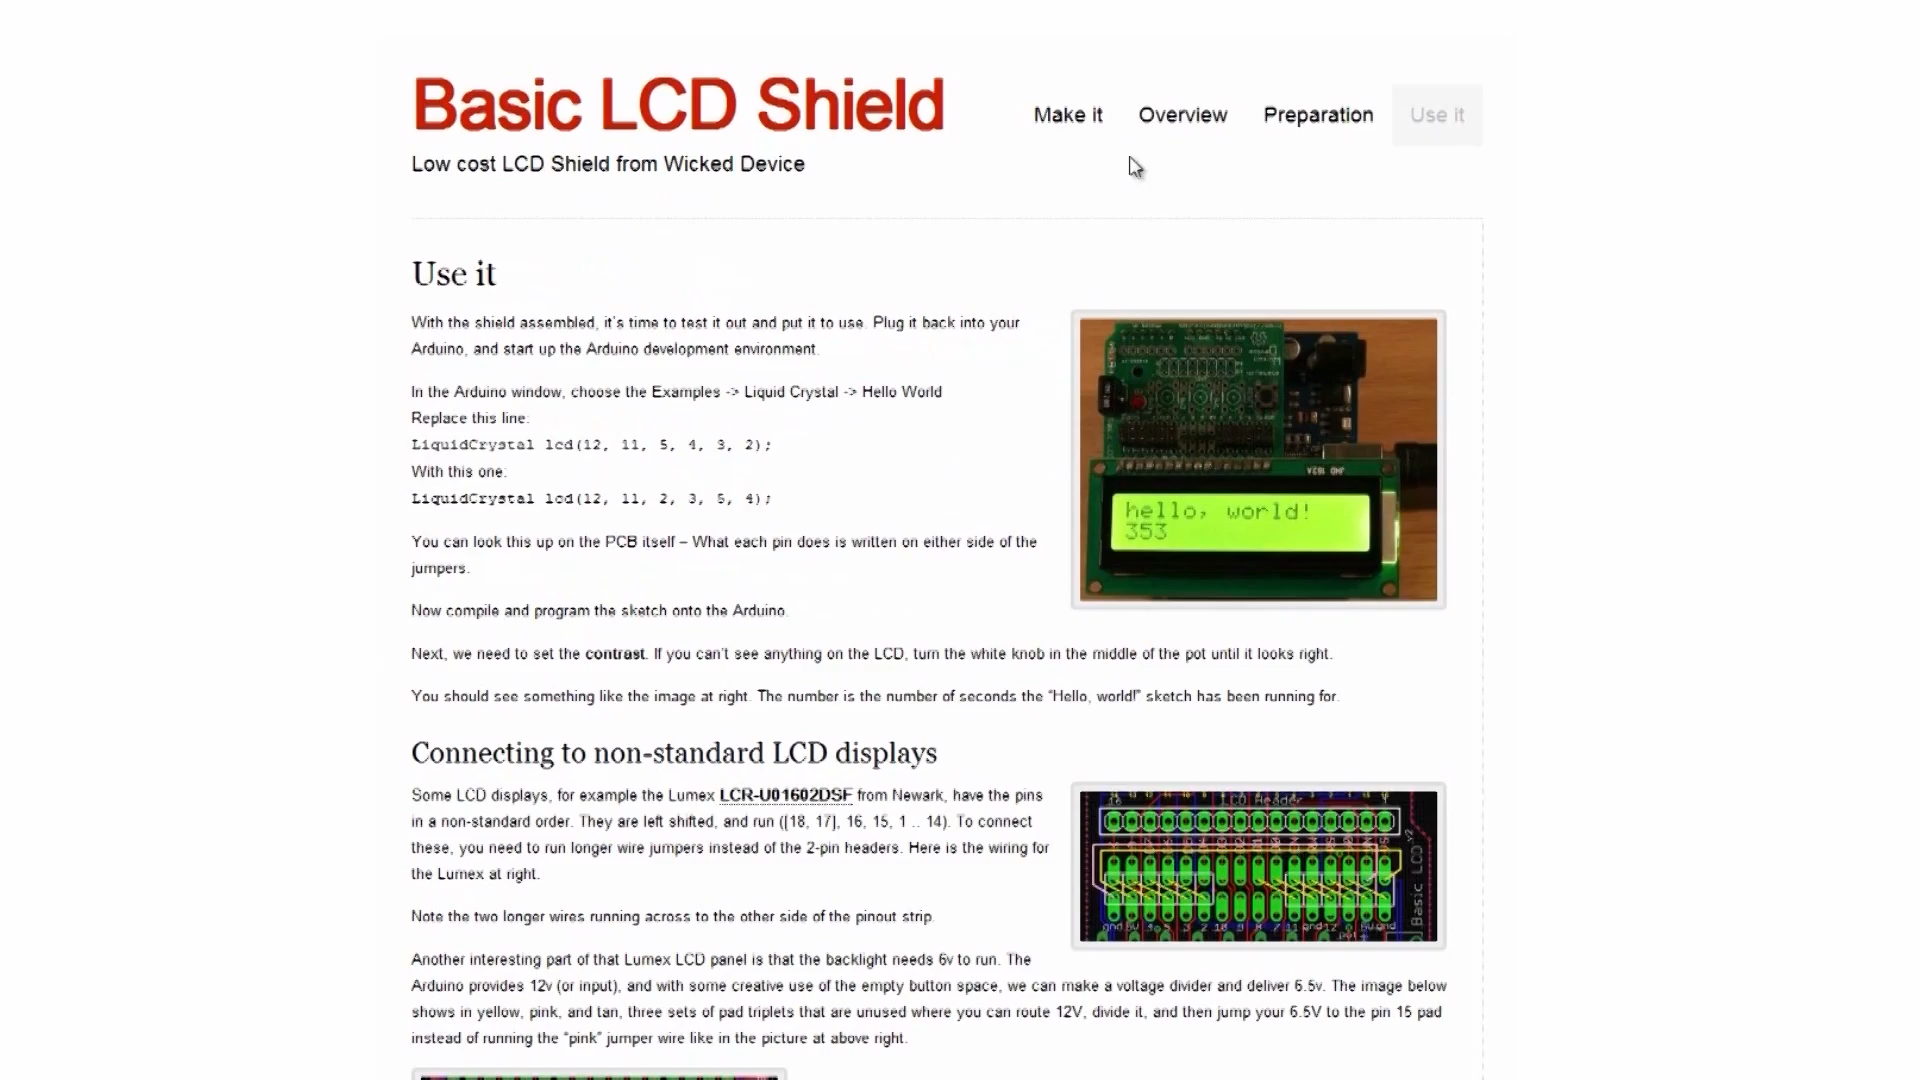 Basic LCD Shield
Make it Overview Preparation Use it
Low cost LCD Shield from Wicked Device
Use it
With the shield assembled, it's time to test it out and put it to use. Plug it back into your
Arduino, and start up the Arduino development environment.
In the Arduino window, choose the Examples -> Liquid Crystal -> Hello World
Replace this line:
LiquidCrystal lcd(12, 11, 5, 4, 3, 2);
With this one:
LiquidCrystal lcd(12, 11, 2, 3, 5, 4);
You can look this up on the PCB itself – What each pin does is written on either side of the
jumpers.
Now compile and program the sketch onto the Arduino.
hello, world!
353
Next, we need to set the contrast. If you can't see anything on the LCD, turn the white knob in the middle of the pot until it looks right.
You should see something like the image at right. The number is the number of seconds the “Hello, world!” sketch has been running for.
Connecting to non-standard LCD displays
Some LCD displays, for example the Lumex LCR-U01602DSF from Newark, have the pins
in a non-standard order. They are left shifted, and run ([18, 17], 16, 15, 1 .. 14). To connect
these, you need to run longer wire jumpers instead of the 2-pin headers. Here is the wiring for
the Lumex at right.
LCD Header
Basic LCD
Note the two longer wires running across to the other side of the pinout strip.
Another interesting part of that Lumex LCD panel is that the backlight needs 6v to run. The
Arduino provides 12v (or input), and with some creative use of the empty button space, we can make a voltage divider and deliver 6.5v. The image below
shows in yellow, pink, and tan, three sets of pad triplets that are unused where you can route 12V, divide it, and then jump your 6.5V to the pin 15 pad
instead of running the “pink” jumper wire like in the picture at above right.